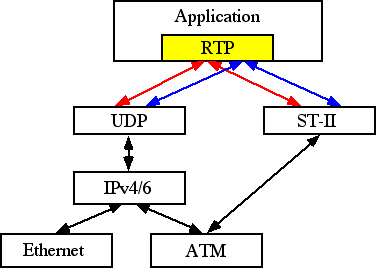 Application
RTP
UDP
ST-II
IPv4/6
Ethernet
ATM